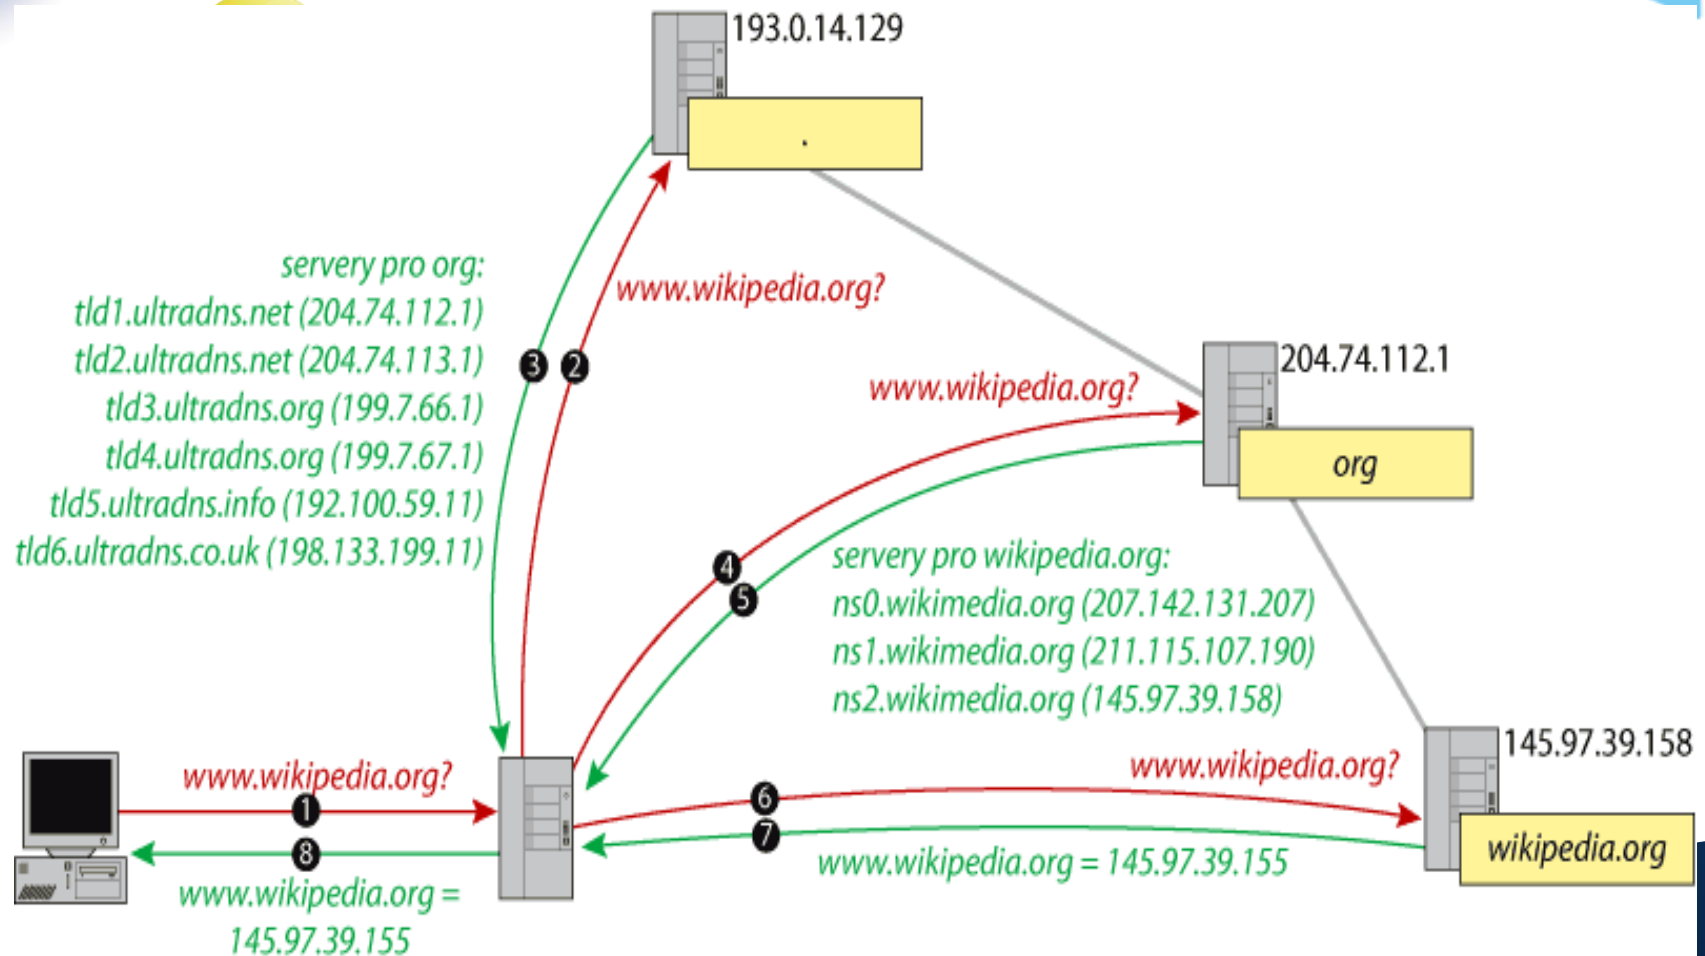 193.0.14.129
.
servery pro org:
tld1.ultradns.net (204.74.112.1)
tld2.ultradns.net (204.74.113.1)
tld3.ultradns.org (199.7.66.1)
tld4.ultradns.org (199.7.67.1)
tld5.ultradns.info (192.100.59.11)
tld6.ultradns.co.uk (198.133.199.11)
www.wikipedia.org?
3
2
204.74.112.1
org
www.wikipedia.org?
4
5
servery pro wikipedia.org:
ns0.wikimedia.org (207.142.131.207)
ns1.wikimedia.org (211.115.107.190)
ns2.wikimedia.org (145.97.39.158)
145.97.39.158
wikipedia.org
www.wikipedia.org?
1
8
www.wikipedia.org =
145.97.39.155
www.wikipedia.org?
6
7
www.wikipedia.org = 145.97.39.155